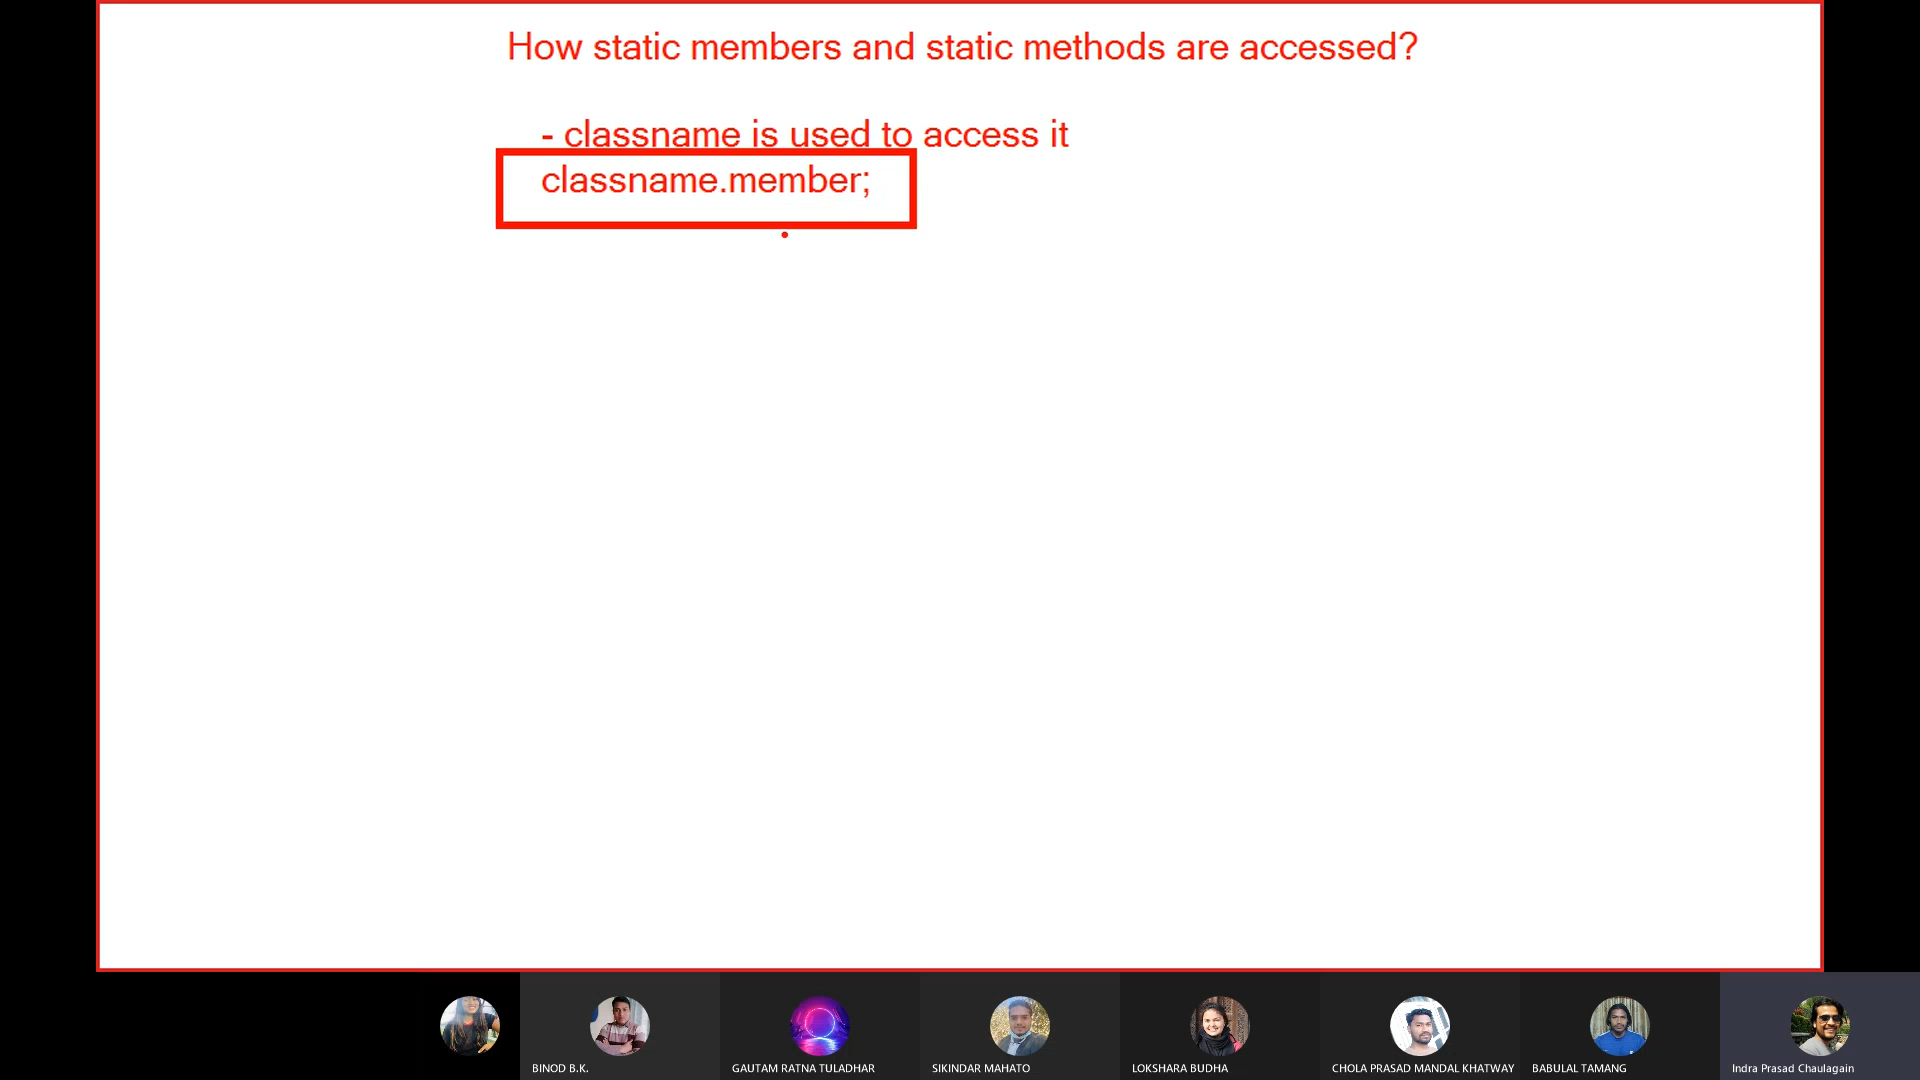 How static members and static methods are accessed?
- classname is used to access it
classname.member;
BINOD B.K.
GAUTAM RATNA TULADHAR
SIKINDAR MAHATO
LOKSHARA BUDHA
CHOLA PRASAD MANDAL KHATWAY
BABULAL TAMANG
Indra Prasad Chaulagain